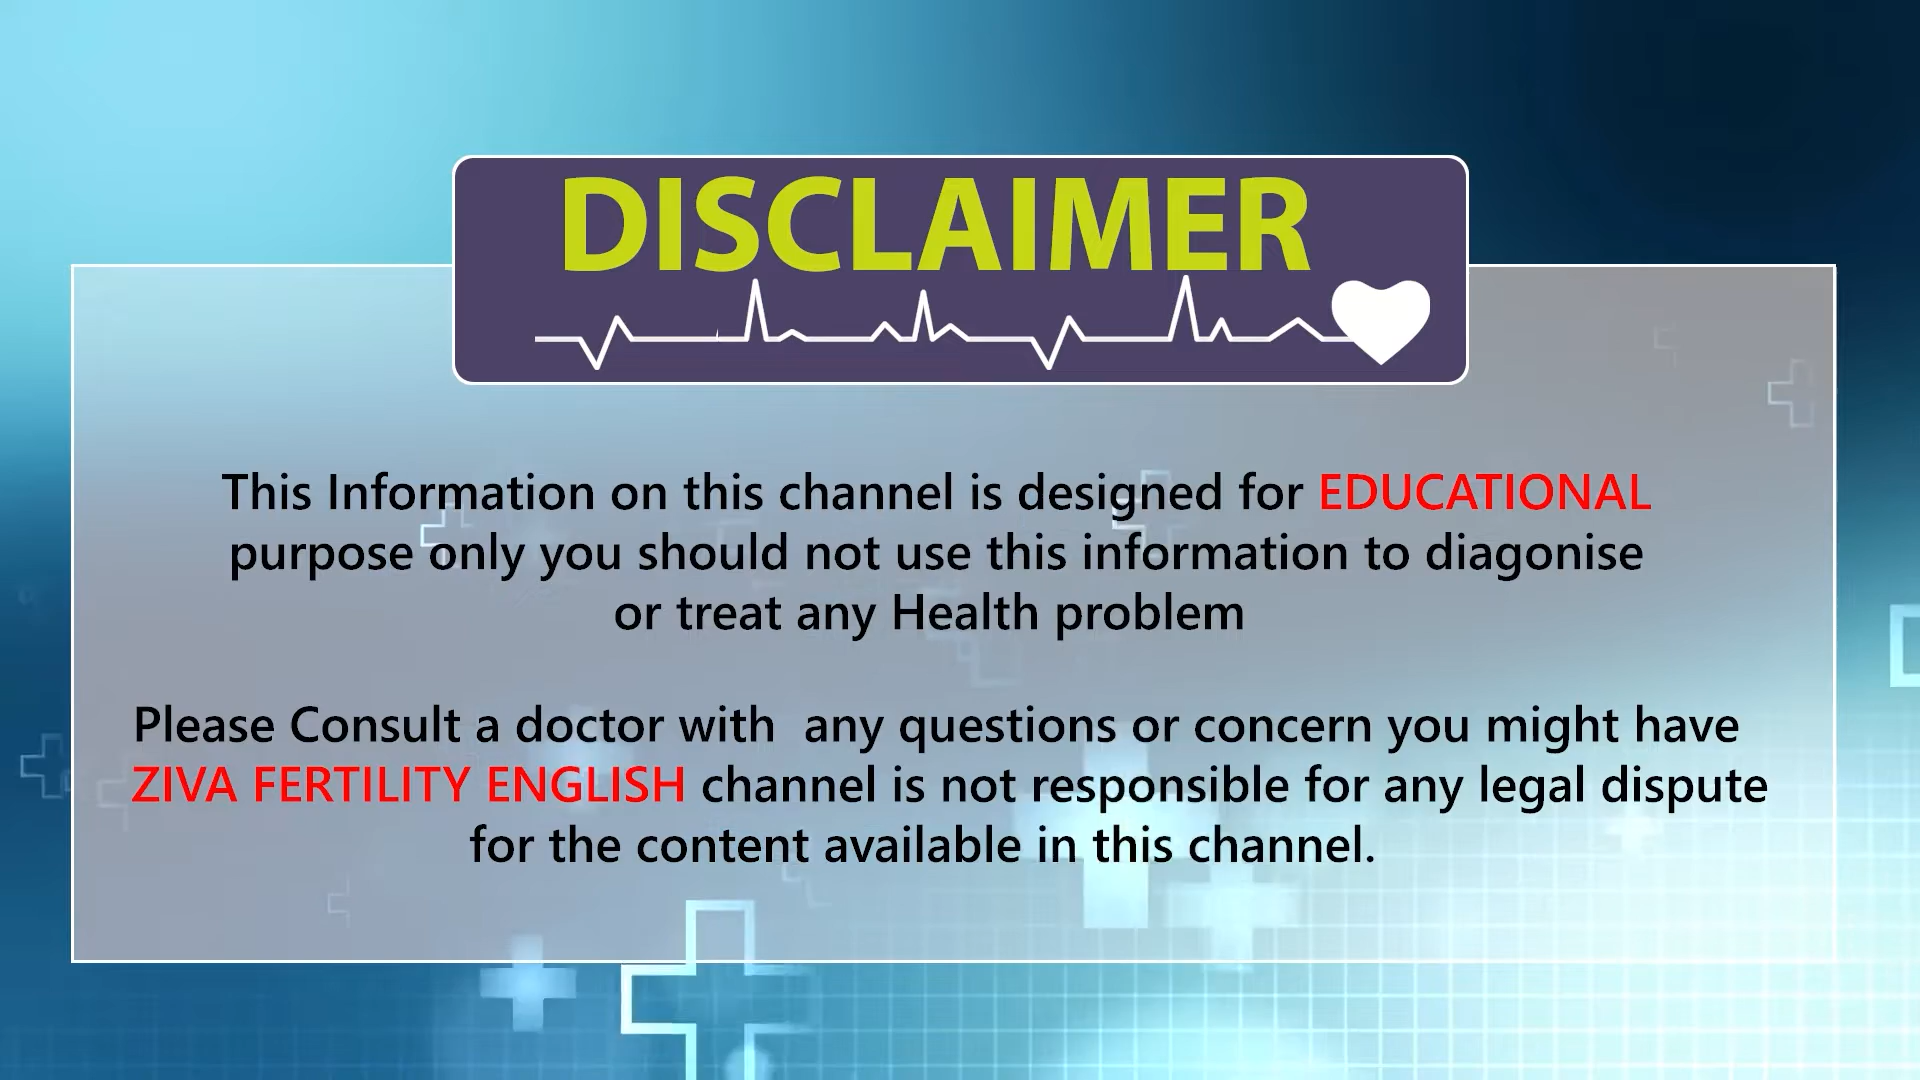 DISCLAIMER
This Information on this channel is designed for EDUCATIONAL
purpose only you should not use this information to diagonise
or treat any Health problem
Please Consult a doctor with  any questions or concern you might have
ZIVA FERTILITY ENGLISH channel is not responsible for any legal dispute
for the content available in this channel.